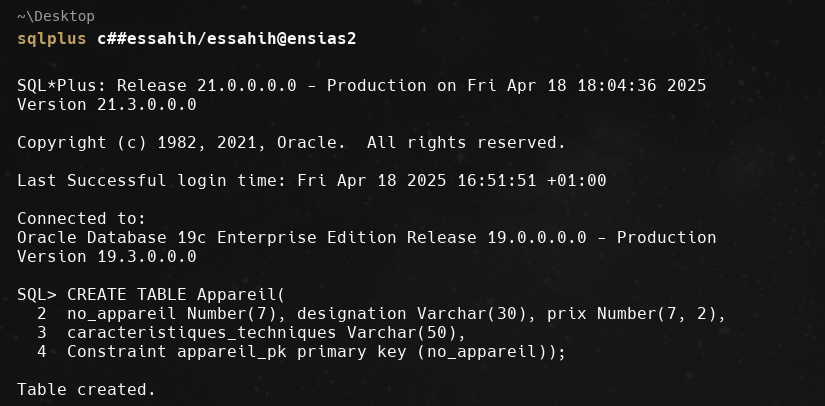 ~\Desktop
sqlplus c##essahih/essahih@ensias2
SQL*Plus: Release 21.0.0.0.0 - Production on Fri Apr 18 18:04:36 2025
Version 21.3.0.0.0
Copyright (c) 1982, 2021, Oracle.  All rights reserved.
Last Successful login time: Fri Apr 18 2025 16:51:51 +01:00
Connected to:
Oracle Database 19c Enterprise Edition Release 19.0.0.0.0 - Production
Version 19.3.0.0.0
SQL> CREATE TABLE Appareil(
  2  no_appareil Number(7), designation Varchar(30), prix Number(7, 2),
  3  caracteristiques_techniques Varchar(50),
  4  Constraint appareil_pk primary key (no_appareil));
Table created.